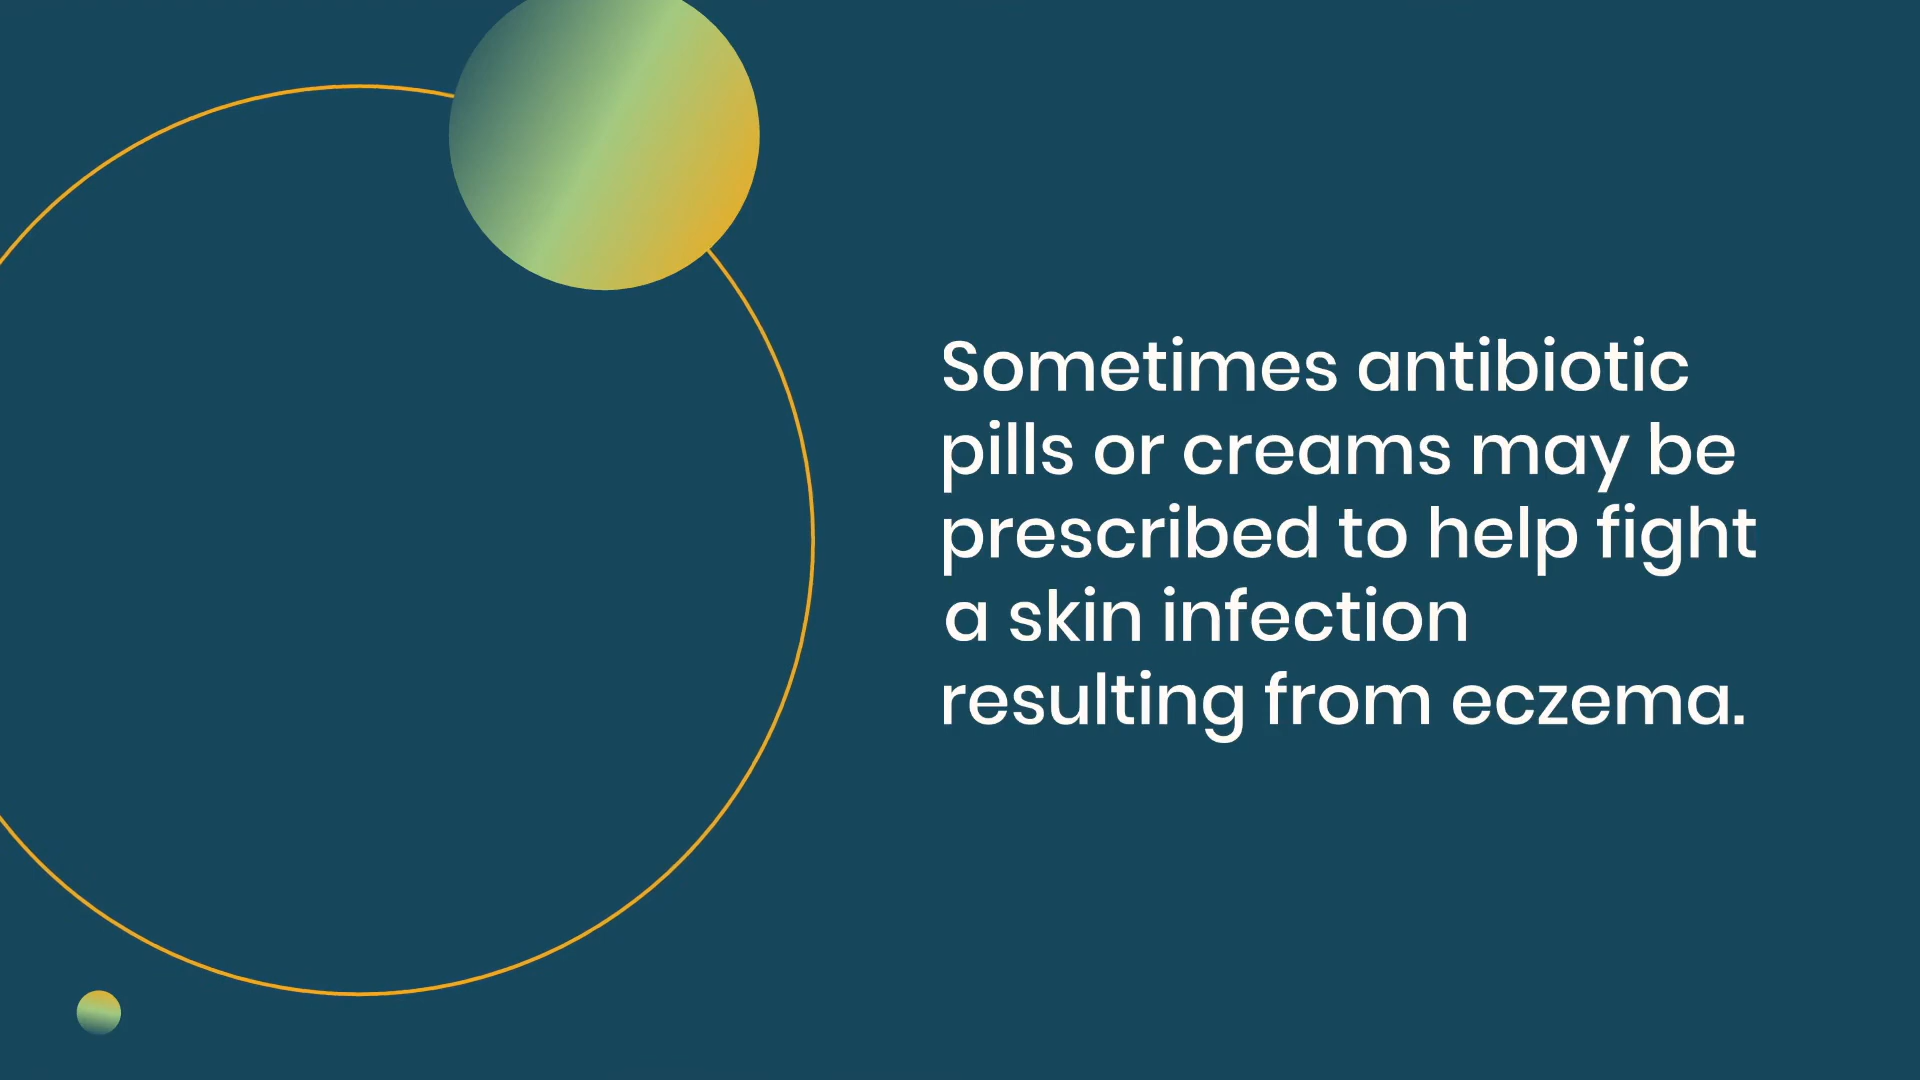 Sometimes antibiotic
pills or creams may be
prescribed to help fight
a skin infection
resulting from eczema.